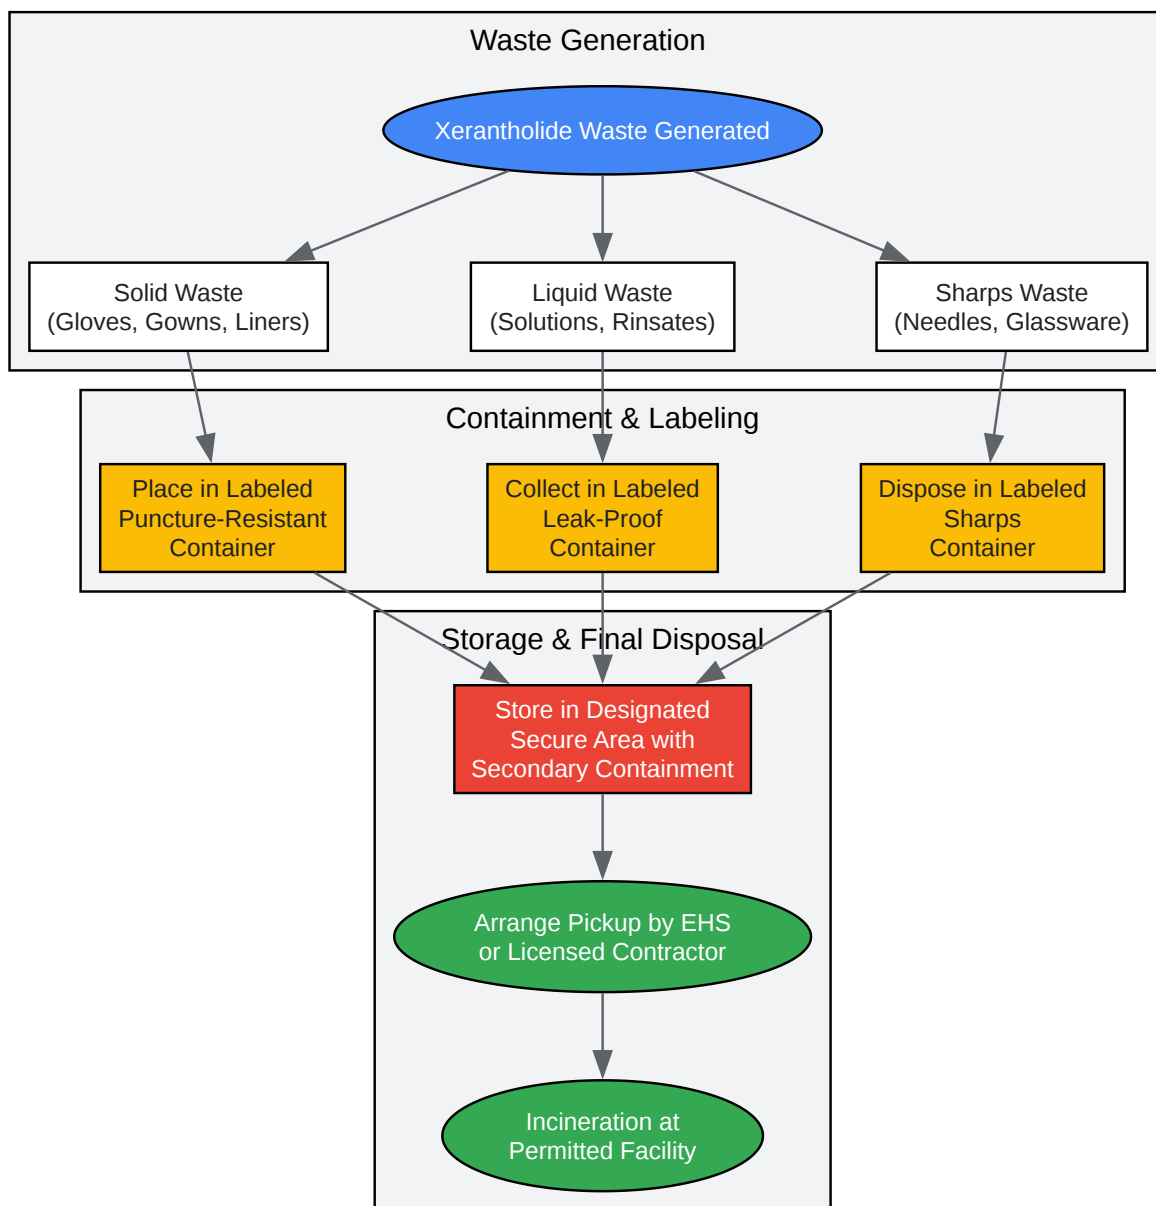 Waste Generation
Xerantholide Waste Generated
Solid Waste
(Gloves, Gowns, Liners)
Liquid Waste
(Solutions, Rinsates)
Sharps Waste
(Needles, Glassware)
Containment & Labeling
Place in Labeled
Puncture-Resistant
Container
Collect in Labeled
Leak-Proof
Container
Dispose in Labeled
Sharps
Container
Storage & Final Disposal
Store in Designated
Secure Area with
Secondary Containment
Arrange Pickup by EHS
or Licensed Contractor
Incineration at
Permitted Facility